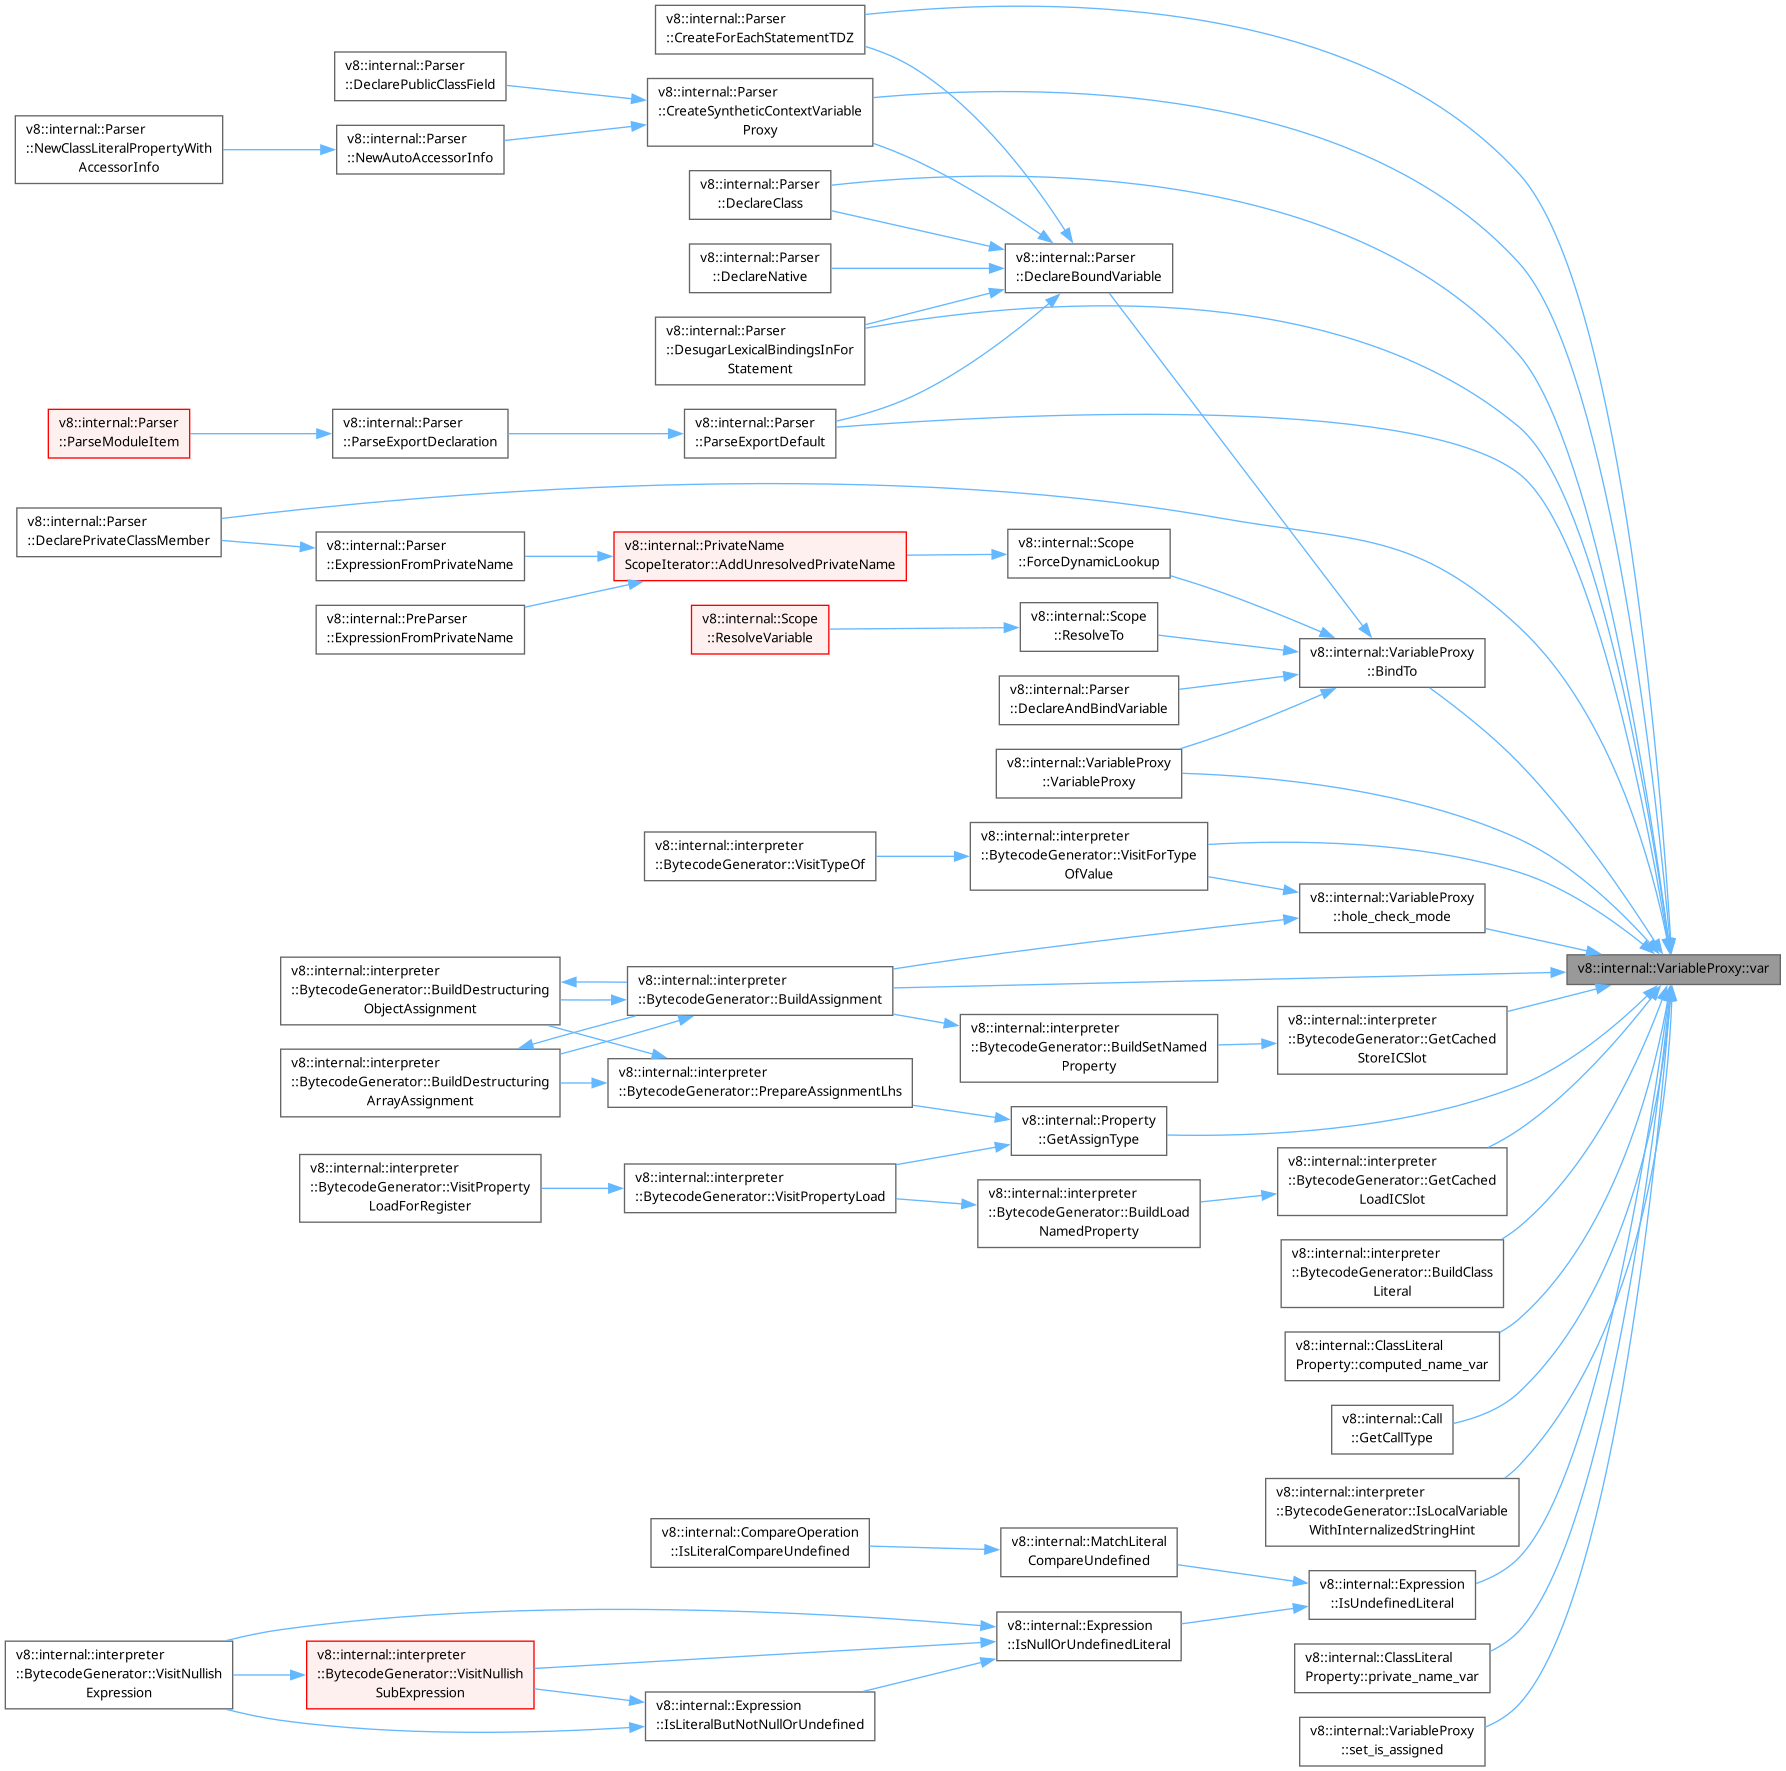 v8::internal::Parser
::CreateForEachStatementTDZ
v8::internal::Parser
::DeclarePublicClassField
v8::internal::Parser
::CreateSyntheticContextVariable
Proxy
v8::internal::Parser
::NewClassLiteralPropertyWith
AccessorInfo
v8::internal::Parser
::NewAutoAccessorInfo
v8::internal::Parser
::DeclareClass
v8::internal::Parser
::DeclareNative
v8::internal::Parser
::DeclareBoundVariable
v8::internal::Parser
::DesugarLexicalBindingsInFor
Statement
v8::internal::Parser
::ParseModuleItem
v8::internal::Parser
::ParseExportDeclaration
v8::internal::Parser
::ParseExportDefault
v8::internal::Parser
::DeclarePrivateClassMember
v8::internal::Parser
::ExpressionFromPrivateName
v8::internal::PrivateName
ScopeIterator::AddUnresolvedPrivateName
v8::internal::Scope
::ForceDynamicLookup
v8::internal::PreParser
::ExpressionFromPrivateName
v8::internal::Scope
::ResolveVariable
v8::internal::Scope
::ResolveTo
v8::internal::VariableProxy
::BindTo
v8::internal::Parser
::DeclareAndBindVariable
v8::internal::VariableProxy
::VariableProxy
v8::internal::interpreter
::BytecodeGenerator::VisitTypeOf
v8::internal::interpreter
::BytecodeGenerator::VisitForType
OfValue
v8::internal::VariableProxy
::hole_check_mode
v8::internal::VariableProxy::var
v8::internal::interpreter
::BytecodeGenerator::BuildDestructuring
ObjectAssignment
v8::internal::interpreter
::BytecodeGenerator::BuildAssignment
v8::internal::interpreter
::BytecodeGenerator::BuildSetNamed
Property
v8::internal::interpreter
::BytecodeGenerator::GetCached
StoreICSlot
v8::internal::interpreter
::BytecodeGenerator::BuildDestructuring
ArrayAssignment
v8::internal::interpreter
::BytecodeGenerator::PrepareAssignmentLhs
v8::internal::Property
::GetAssignType
v8::internal::interpreter
::BytecodeGenerator::VisitProperty
LoadForRegister
v8::internal::interpreter
::BytecodeGenerator::VisitPropertyLoad
v8::internal::interpreter
::BytecodeGenerator::BuildLoad
NamedProperty
v8::internal::interpreter
::BytecodeGenerator::GetCached
LoadICSlot
v8::internal::interpreter
::BytecodeGenerator::BuildClass
Literal
v8::internal::ClassLiteral
Property::computed_name_var
v8::internal::Call
::GetCallType
v8::internal::interpreter
::BytecodeGenerator::IsLocalVariable
WithInternalizedStringHint
v8::internal::CompareOperation
::IsLiteralCompareUndefined
v8::internal::MatchLiteral
CompareUndefined
v8::internal::Expression
::IsUndefinedLiteral
v8::internal::Expression
::IsNullOrUndefinedLiteral
v8::internal::interpreter
::BytecodeGenerator::VisitNullish
Expression
v8::internal::interpreter
::BytecodeGenerator::VisitNullish
SubExpression
v8::internal::Expression
::IsLiteralButNotNullOrUndefined
v8::internal::ClassLiteral
Property::private_name_var
v8::internal::VariableProxy
::set_is_assigned